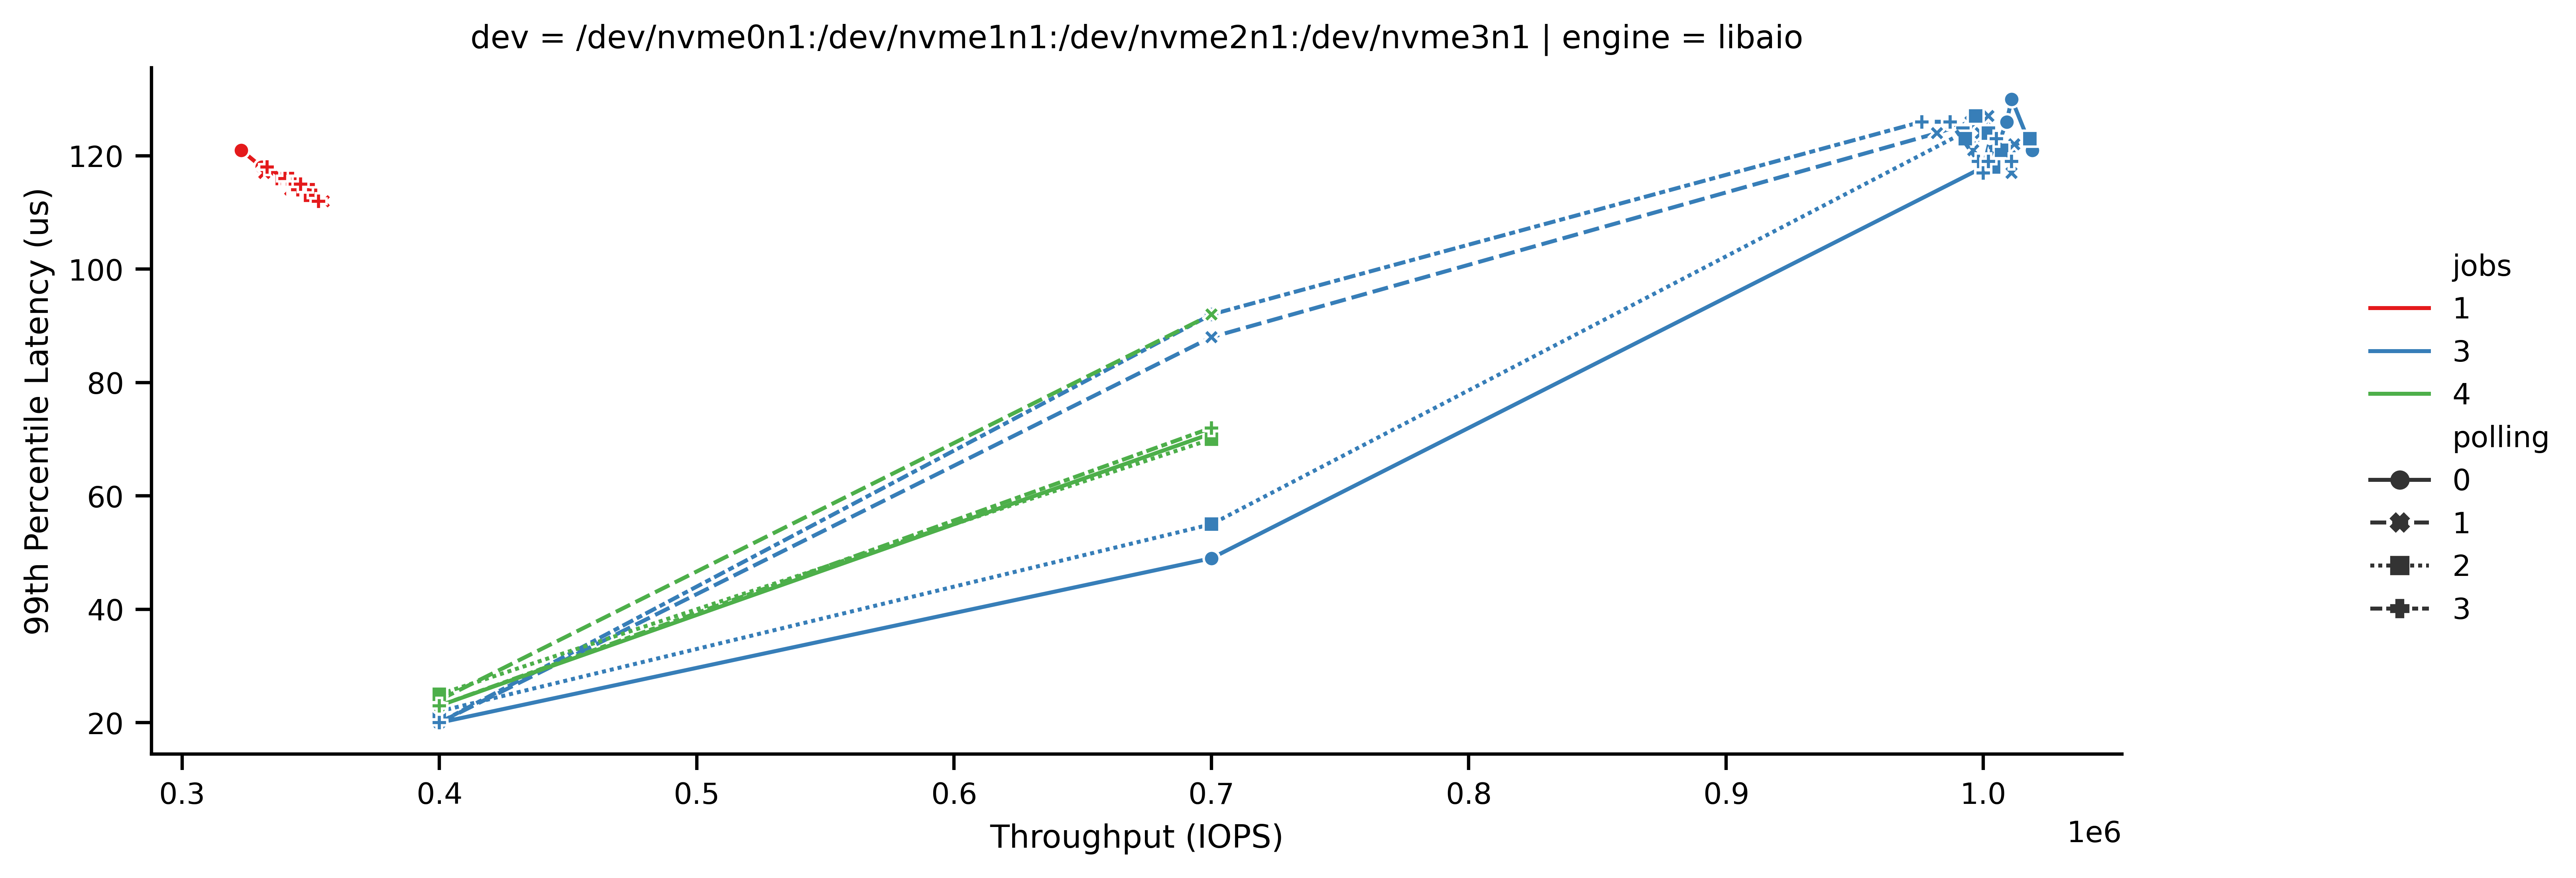 dev = /dev/nvme0n1:/dev/nvme1n1:/dev/nvme2n1:/dev/nvme3n1 | engine = libaio
99th Percentile Latency (us)
120
100
80
60
40
20
0.3 0.4 0.5 0.6 0.7 0.8 0.9 1.0
1e6
Throughput (IOPS)
jobs
1
3
4
polling
0
1
2
3